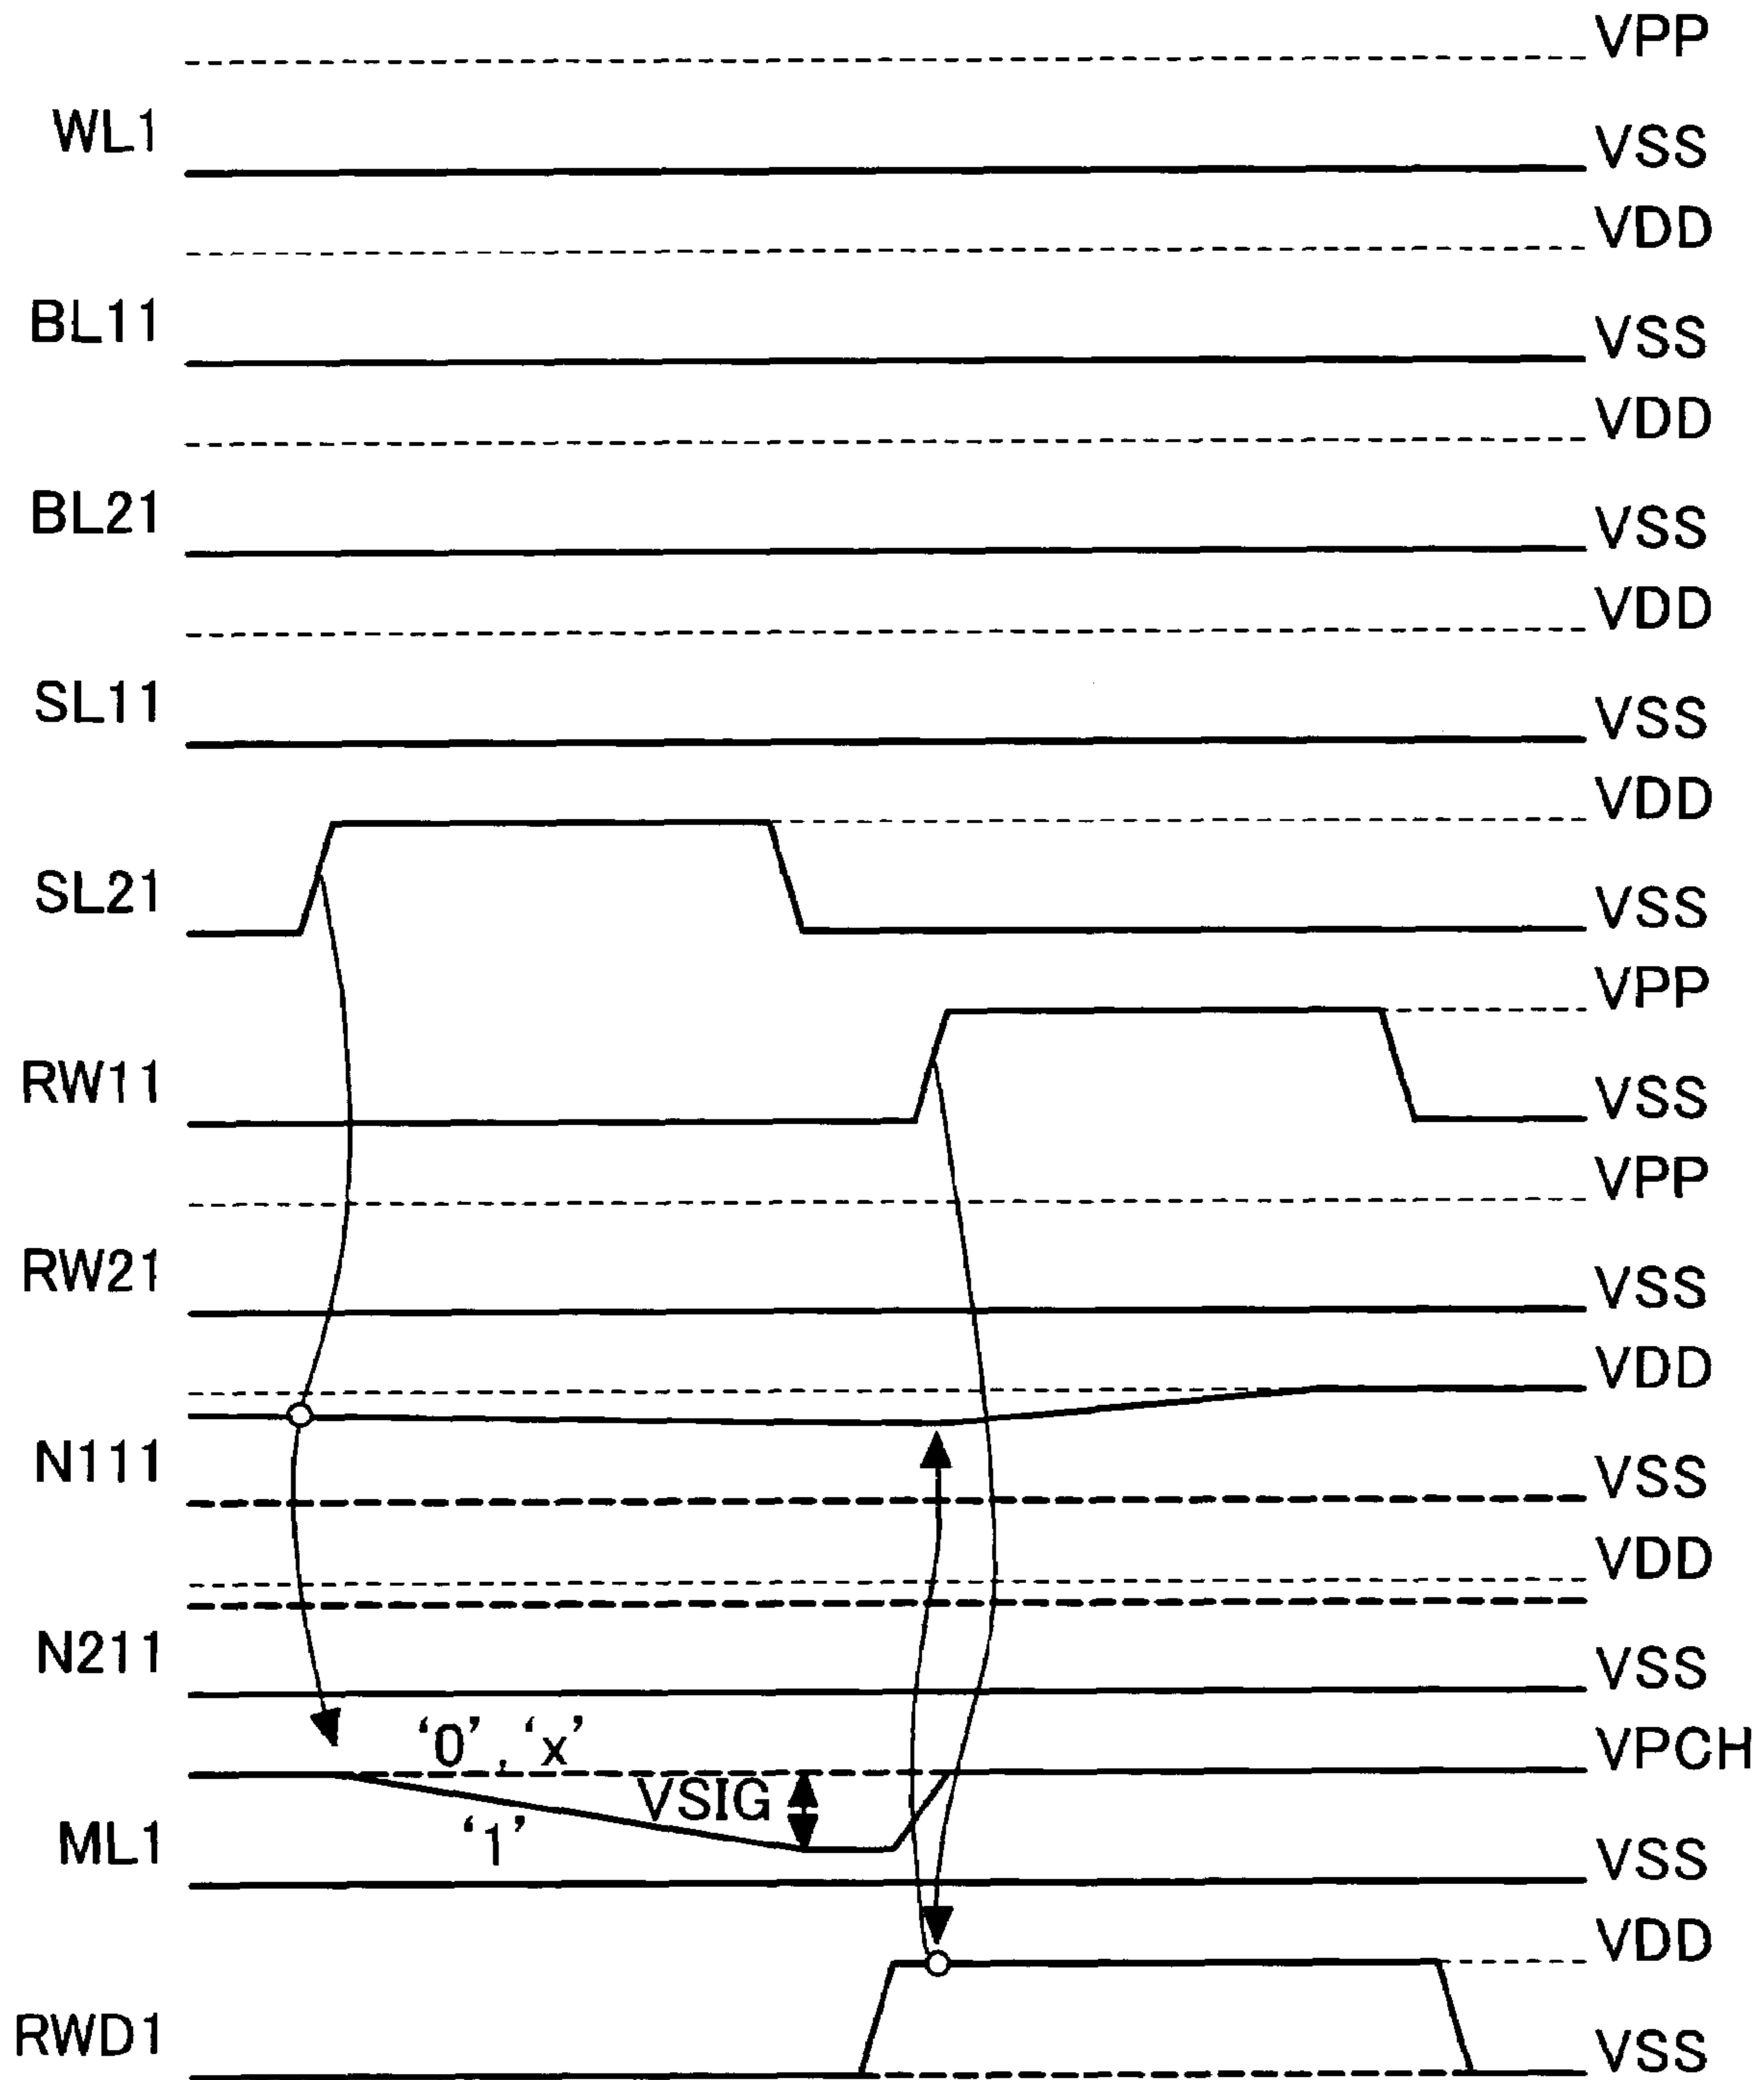 VPP
WL1
VSS
VDD
BL11
VSS
VDD
BL21
VSS
VDD
SL11
VSS
VDD
SL21
VSS
VPP
RW11
VSS
VPP
RW21
VSS
VDD
N111
VSS
VDD
N211
VSS
‘0’, ‘x’
VPCH
VSIG
‘1’
ML1
VSS
VDD
RWD1
VSS